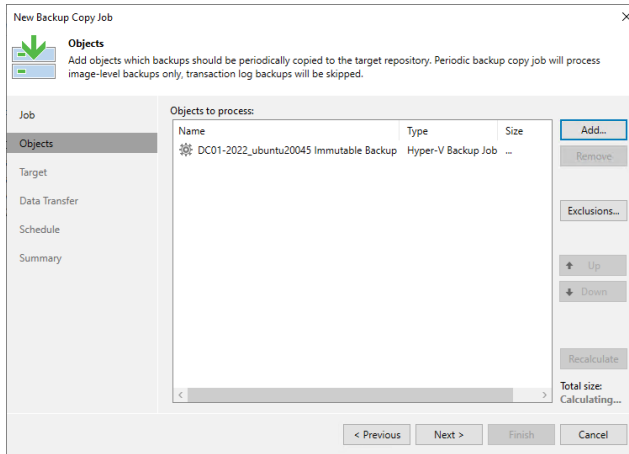 New Backup Copy Job
Objects
Add objects which backups should be periodically copied to the target repository. Periodic backup copy job will process
image-level backups only, transaction log backups will be skipped.
Job
Objects
Target
Data Transfer
Schedule
Summary
Objects to process:
Name Type Size
DC01-2022_ubuntu20045 Immutable Backup Hyper-V Backup Job ...
Add...
Remove
Exclusions...
Up
Down
Recalculate
Total size:
Calculating...
< Previous Next > Finish Cancel